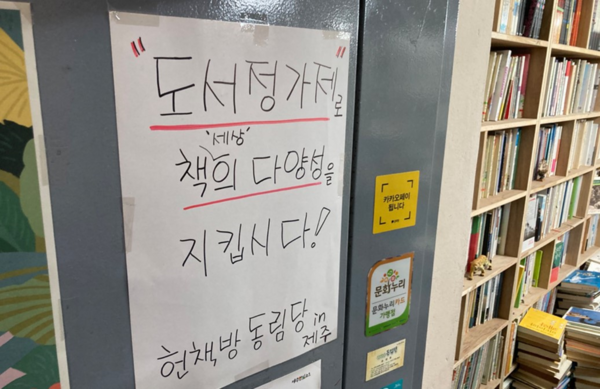 "도서정가제"로
'세상'
책의 다양성을
지킵시다!
헌책방 동림당 in
제주
카카오페이
됩니다
문화누리
문화누리카드
가맹점